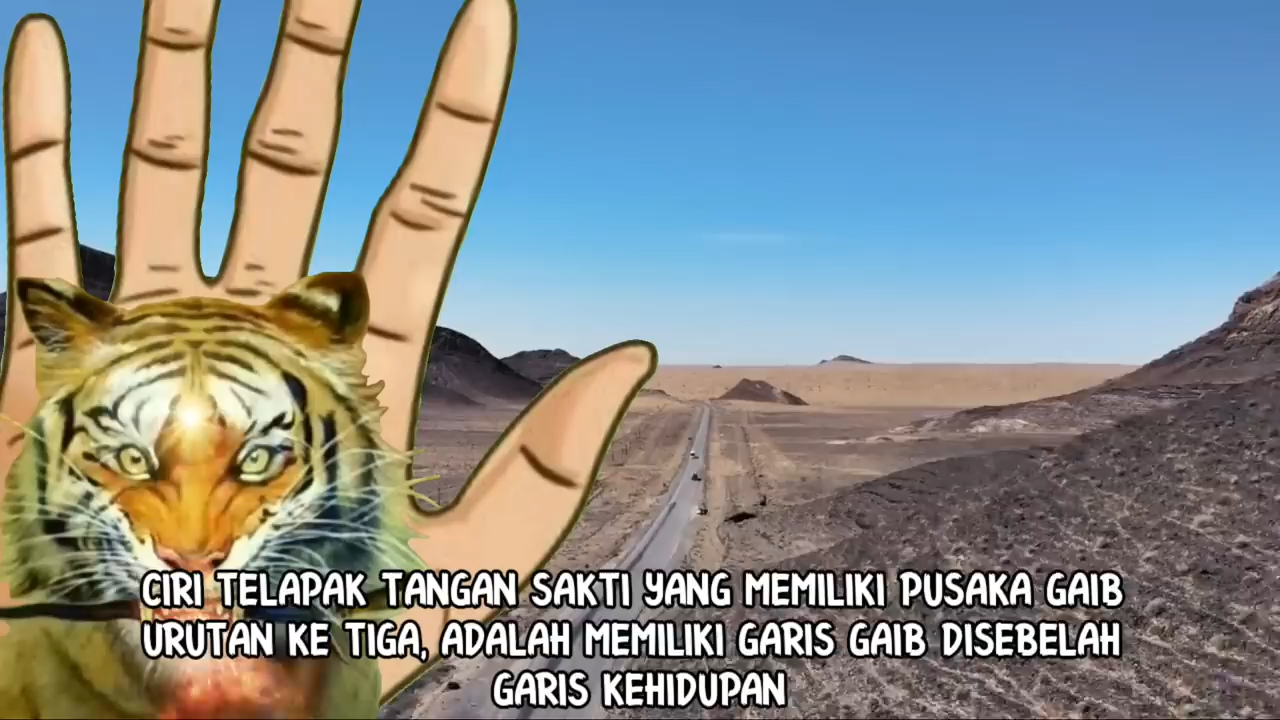 CIRI TELAPAK TANGAN SAKTI YANG MEMILIKI PUSAKA GAIB
URUTAN KE TIGA, ADALAH MEMILIKI GARIS GAIB DISEBELAH
GARIS KEHIDUPAN